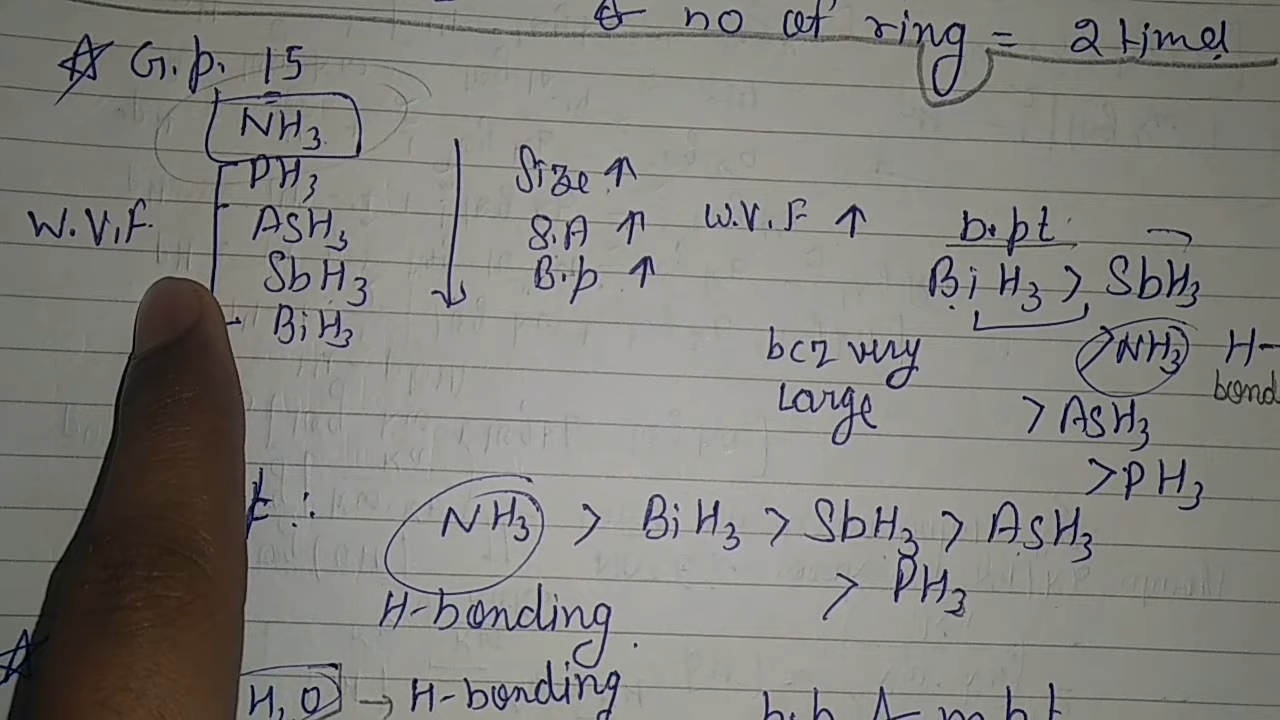 ☆ no of ring = 2 times
☆ G.p. 15
NH3
PH3
W.V.F.
AsH3
SbH3
BiH3
Size ↑
S.A ↑
B.p ↑
W.V.F ↑
b.pt.
BiH3 > SbH3
> NH3 H-bond
bcz very
Large
> AsH3
> PH3
t : NH3 > BiH3 > SbH3 > AsH3
> PH3
H-bonding.
☆ H2O → H-bonding